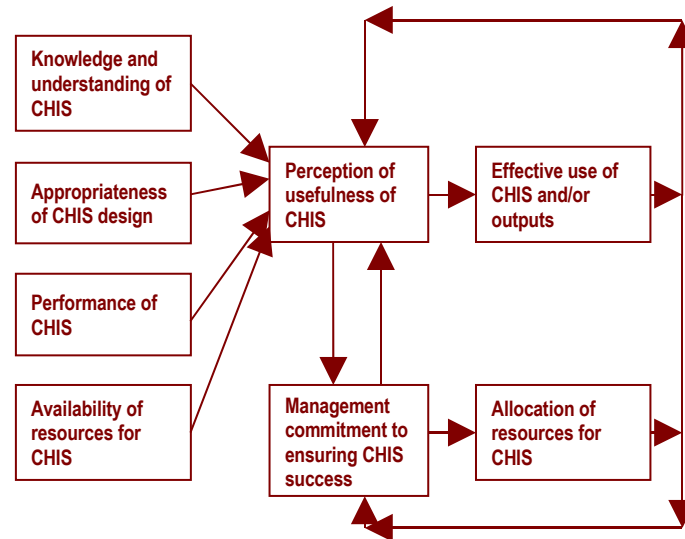 Knowledge and
understanding of
CHIS
Appropriateness
of CHIS design
Performance of
CHIS
Availability of
resources for
CHIS
Perception of
usefulness of
CHIS
Effective use of
CHIS and/or
outputs
Management
commitment to
ensuring CHIS
success
Allocation of
resources for
CHIS